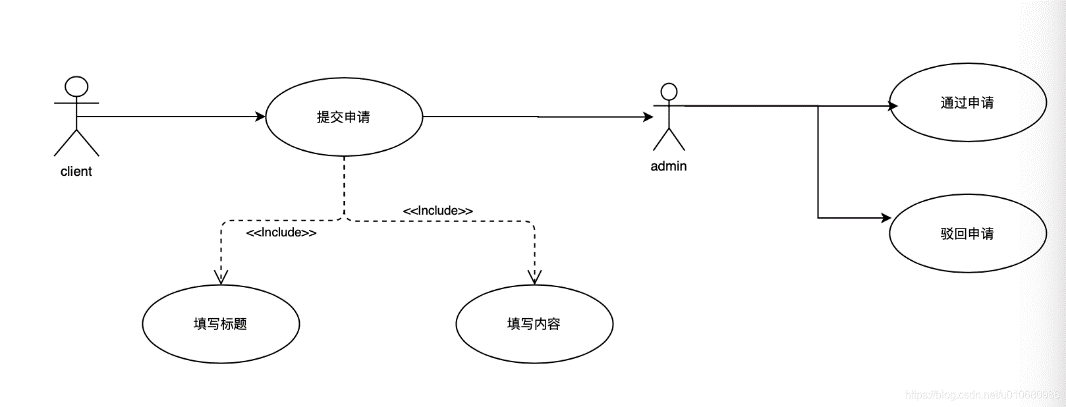 提交申请
通过申请
client
admin
<<Include>>
<<Include>>
驳回申请
填写标题
填写内容